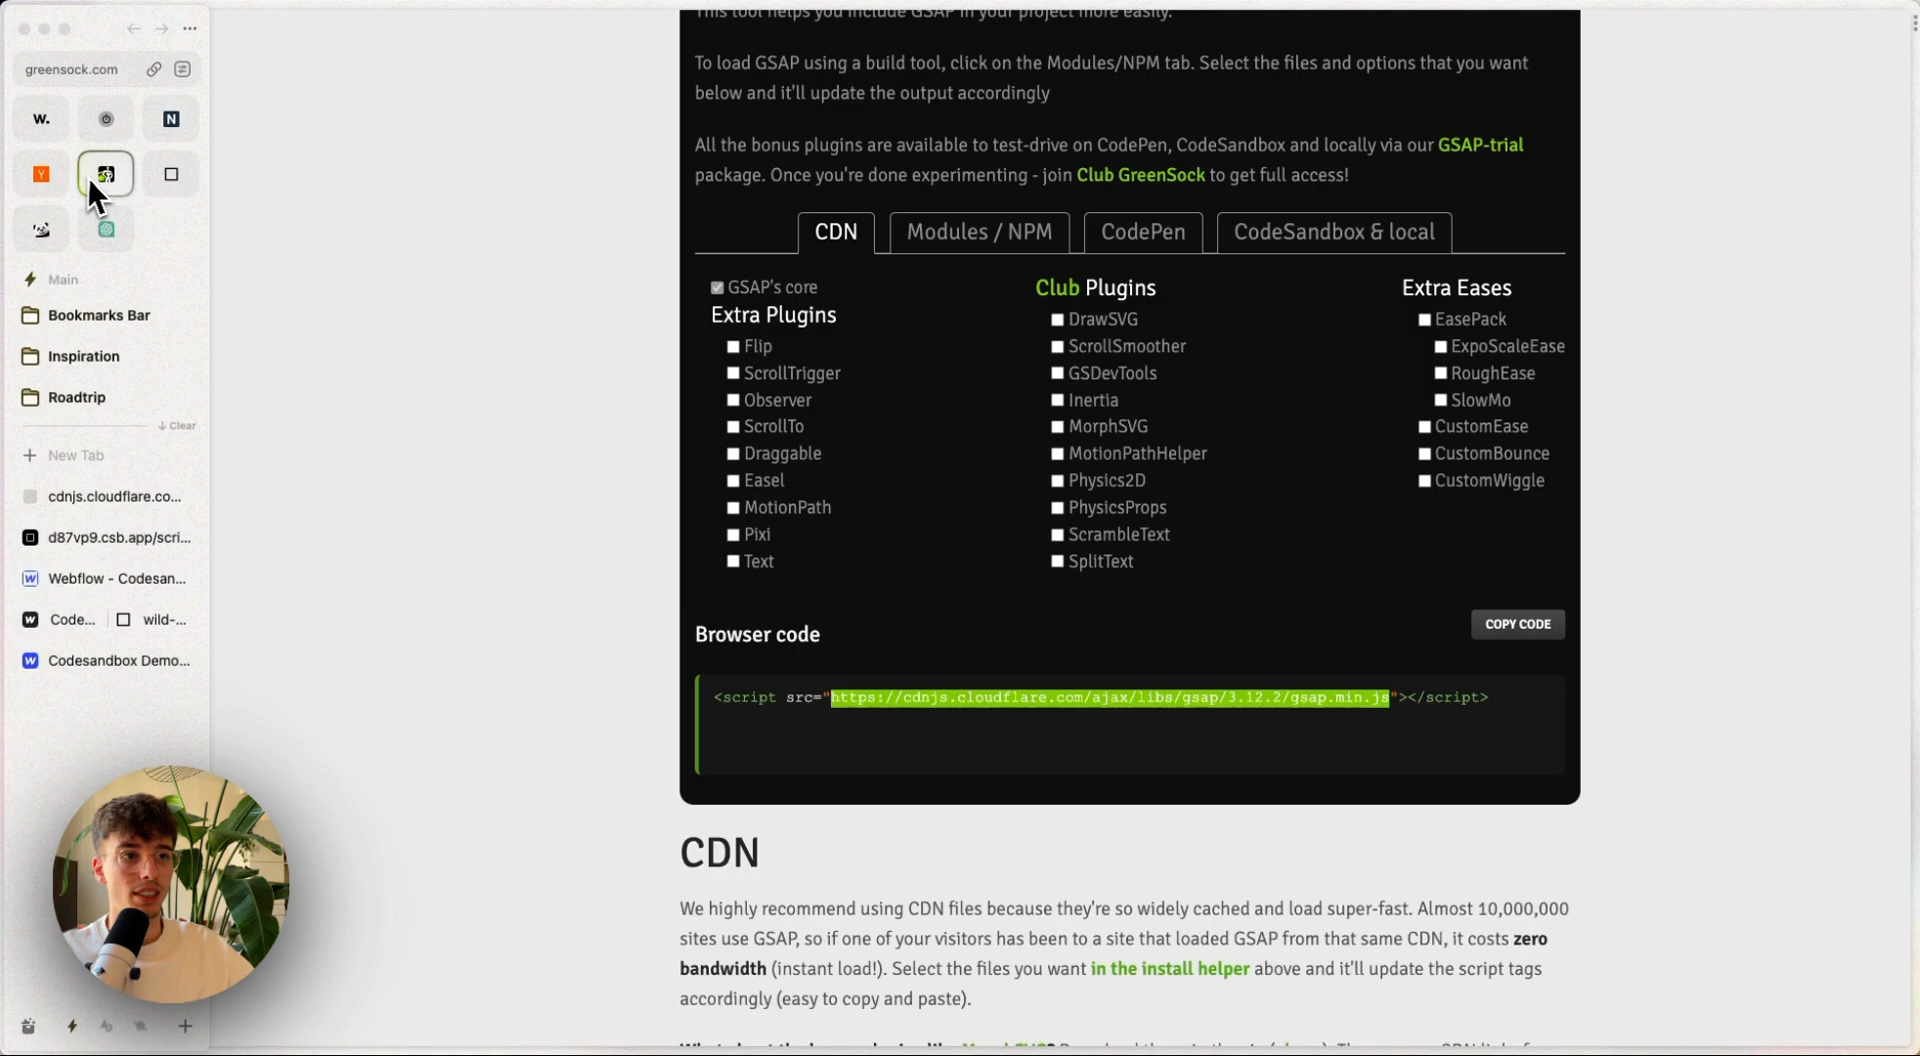 greensock.com
W.
N
Y
Main
Bookmarks Bar
Inspiration
Roadtrip
Clear
New Tab
cdnjs.cloudflare.co...
d87vp9.csb.app/scri...
Webflow - Codesan...
Code... wild-...
Codesandbox Demo...
This tool helps you include GSAP in your project more easily.
To load GSAP using a build tool, click on the Modules/NPM tab. Select the files and options that you want
below and it'll update the output accordingly
All the bonus plugins are available to test-drive on CodePen, CodeSandbox and locally via our GSAP-trial
package. Once you're done experimenting - join Club GreenSock to get full access!
CDN Modules / NPM CodePen CodeSandbox & local
GSAP's core
Extra Plugins
Flip
ScrollTrigger
Observer
ScrollTo
Draggable
Easel
MotionPath
Pixi
Text
Club Plugins
DrawSVG
ScrollSmoother
GSDevTools
Inertia
MorphSVG
MotionPathHelper
Physics2D
PhysicsProps
ScrambleText
SplitText
Extra Eases
EasePack
ExpoScaleEase
RoughEase
SlowMo
CustomEase
CustomBounce
CustomWiggle
Browser code
COPY CODE
<script src="https://cdnjs.cloudflare.com/ajax/libs/gsap/3.12.2/gsap.min.js"></script>
CDN
We highly recommend using CDN files because they're so widely cached and load super-fast. Almost 10,000,000
sites use GSAP, so if one of your visitors has been to a site that loaded GSAP from that same CDN, it costs zero
bandwidth (instant load!). Select the files you want in the install helper above and it'll update the script tags
accordingly (easy to copy and paste).